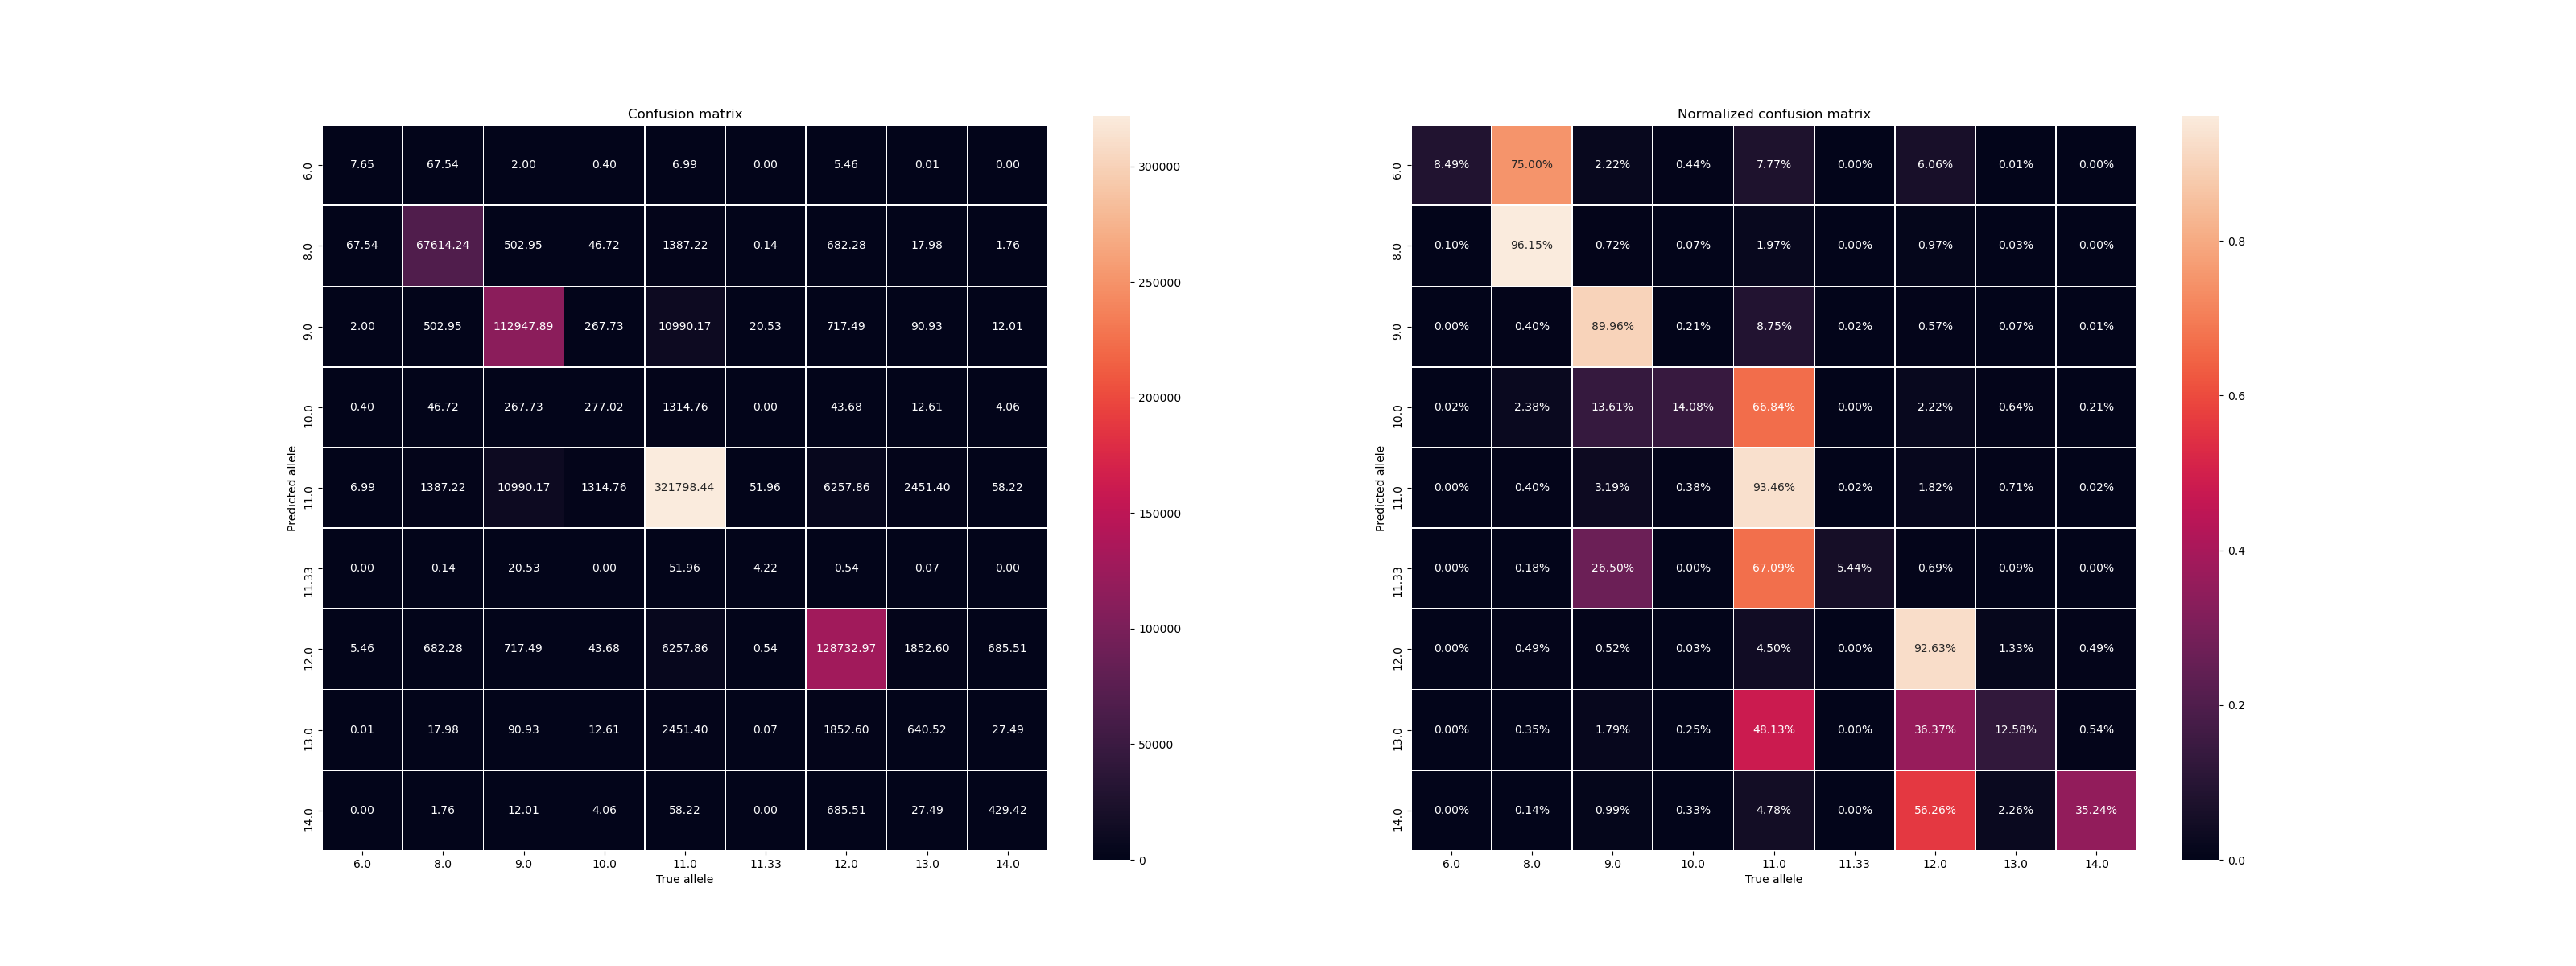 Confusion matrix
6.0 7.65 67.54 2.00 0.40 6.99 0.00 5.46 0.01 0.00
8.0 67.54 67614.24 502.95 46.72 1387.22 0.14 682.28 17.98 1.76
9.0 2.00 502.95 112947.89 267.73 10990.17 20.53 717.49 90.93 12.01
10.0 0.40 46.72 267.73 277.02 1314.76 0.00 43.68 12.61 4.06
11.0 6.99 1387.22 10990.17 1314.76 321798.44 51.96 6257.86 2451.40 58.22
11.33 0.00 0.14 20.53 0.00 51.96 4.22 0.54 0.07 0.00
12.0 5.46 682.28 717.49 43.68 6257.86 0.54 128732.97 1852.60 685.51
13.0 0.01 17.98 90.93 12.61 2451.40 0.07 1852.60 640.52 27.49
14.0 0.00 1.76 12.01 4.06 58.22 0.00 685.51 27.49 429.42
6.0 8.0 9.0 10.0 11.0 11.33 12.0 13.0 14.0
Predicted allele
True allele
300000
250000
200000
150000
100000
50000
0
Normalized confusion matrix
6.0 8.49% 75.00% 2.22% 0.44% 7.77% 0.00% 6.06% 0.01% 0.00%
8.0 0.10% 96.15% 0.72% 0.07% 1.97% 0.00% 0.97% 0.03% 0.00%
9.0 0.00% 0.40% 89.96% 0.21% 8.75% 0.02% 0.57% 0.07% 0.01%
10.0 0.02% 2.38% 13.61% 14.08% 66.84% 0.00% 2.22% 0.64% 0.21%
11.0 0.00% 0.40% 3.19% 0.38% 93.46% 0.02% 1.82% 0.71% 0.02%
11.33 0.00% 0.18% 26.50% 0.00% 67.09% 5.44% 0.69% 0.09% 0.00%
12.0 0.00% 0.49% 0.52% 0.03% 4.50% 0.00% 92.63% 1.33% 0.49%
13.0 0.00% 0.35% 1.79% 0.25% 48.13% 0.00% 36.37% 12.58% 0.54%
14.0 0.00% 0.14% 0.99% 0.33% 4.78% 0.00% 56.26% 2.26% 35.24%
6.0 8.0 9.0 10.0 11.0 11.33 12.0 13.0 14.0
Predicted allele
True allele
0.8
0.6
0.4
0.2
0.0